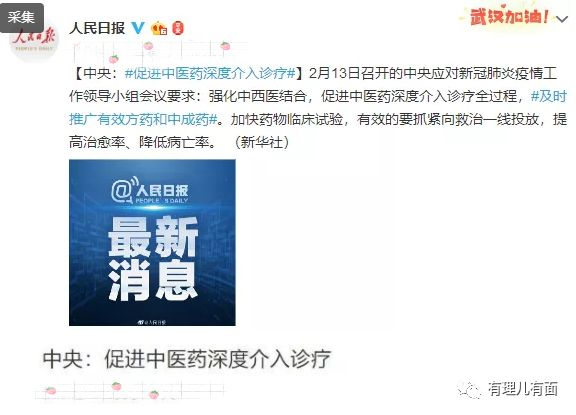 采集
武汉加油!
人民日报
PEOPLE'S DAILY
人民日报
【中央：#促进中医药深度介入诊疗#】2月13日召开的中央应对新冠肺炎疫情工
作领导小组会议要求：强化中西医结合，促进中医药深度介入诊疗全过程，#及时
推广有效方药和中成药#。加快药物临床试验，有效的要抓紧向救治一线投放，提
高治愈率、降低病亡率。（新华社）
@人民日报
PEOPLE'S DAILY
最新
消息
@人民日报
中央：促进中医药深度介入诊疗
有理儿有面